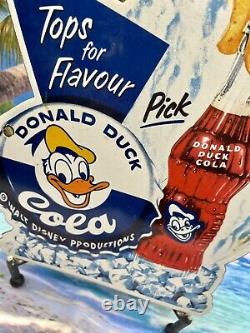 Tops for
Flavour
Pick
DONALD DUCK
Cola
© WALT DISNEY PRODUCTIONS
DONALD
DUCK
COLA